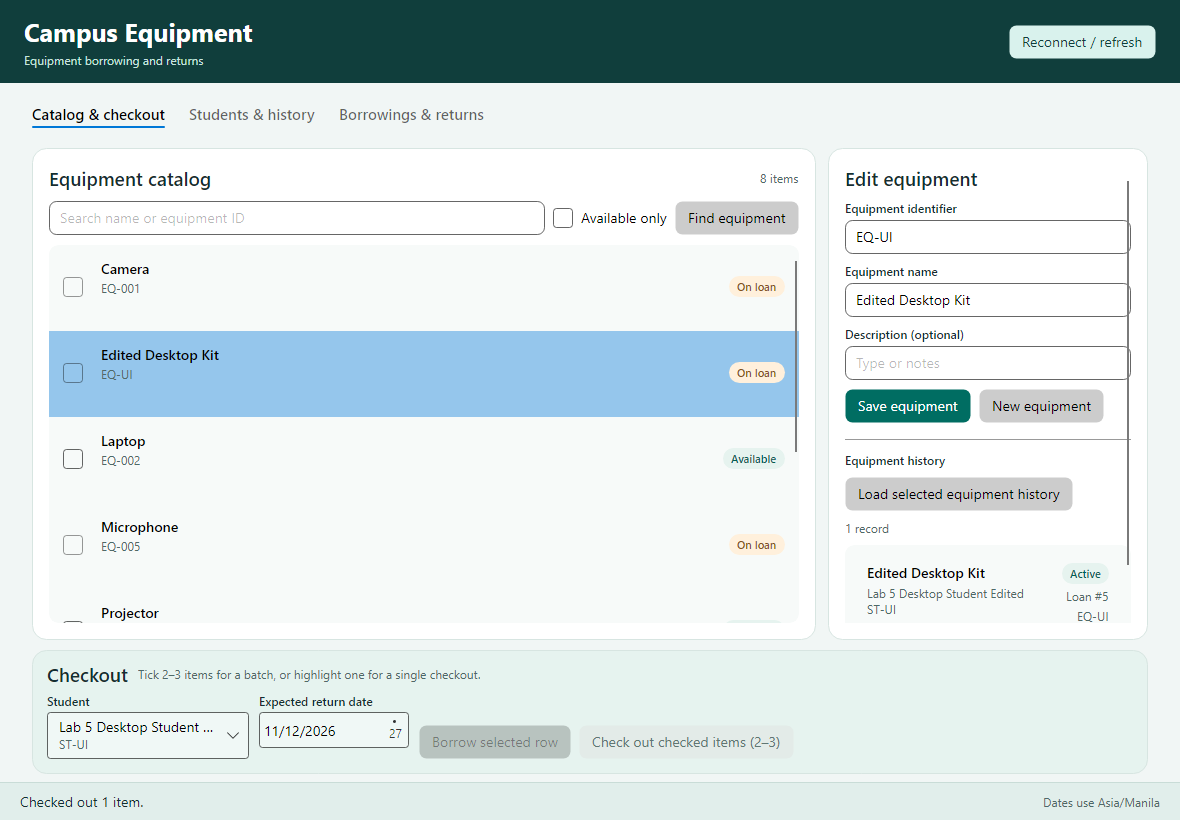 Campus Equipment
Equipment borrowing and returns
Reconnect / refresh
Catalog & checkout
Students & history
Borrowings & returns
Equipment catalog
8 items
Search name or equipment ID
Available only
Find equipment
Camera
EQ-001
On loan
Edited Desktop Kit
EQ-UI
On loan
Laptop
EQ-002
Available
Microphone
EQ-005
On loan
Projector
Edit equipment
Equipment identifier
EQ-UI
Equipment name
Edited Desktop Kit
Description (optional)
Type or notes
Save equipment
New equipment
Equipment history
Load selected equipment history
1 record
Edited Desktop Kit
Active
Lab 5 Desktop Student Edited
Loan #5
ST-UI
EQ-UI
Checkout
Tick 2–3 items for a batch, or highlight one for a single checkout.
Student
Lab 5 Desktop Student ...
ST-UI
Expected return date
11/12/2026
27
Borrow selected row
Check out checked items (2–3)
Checked out 1 item.
Dates use Asia/Manila